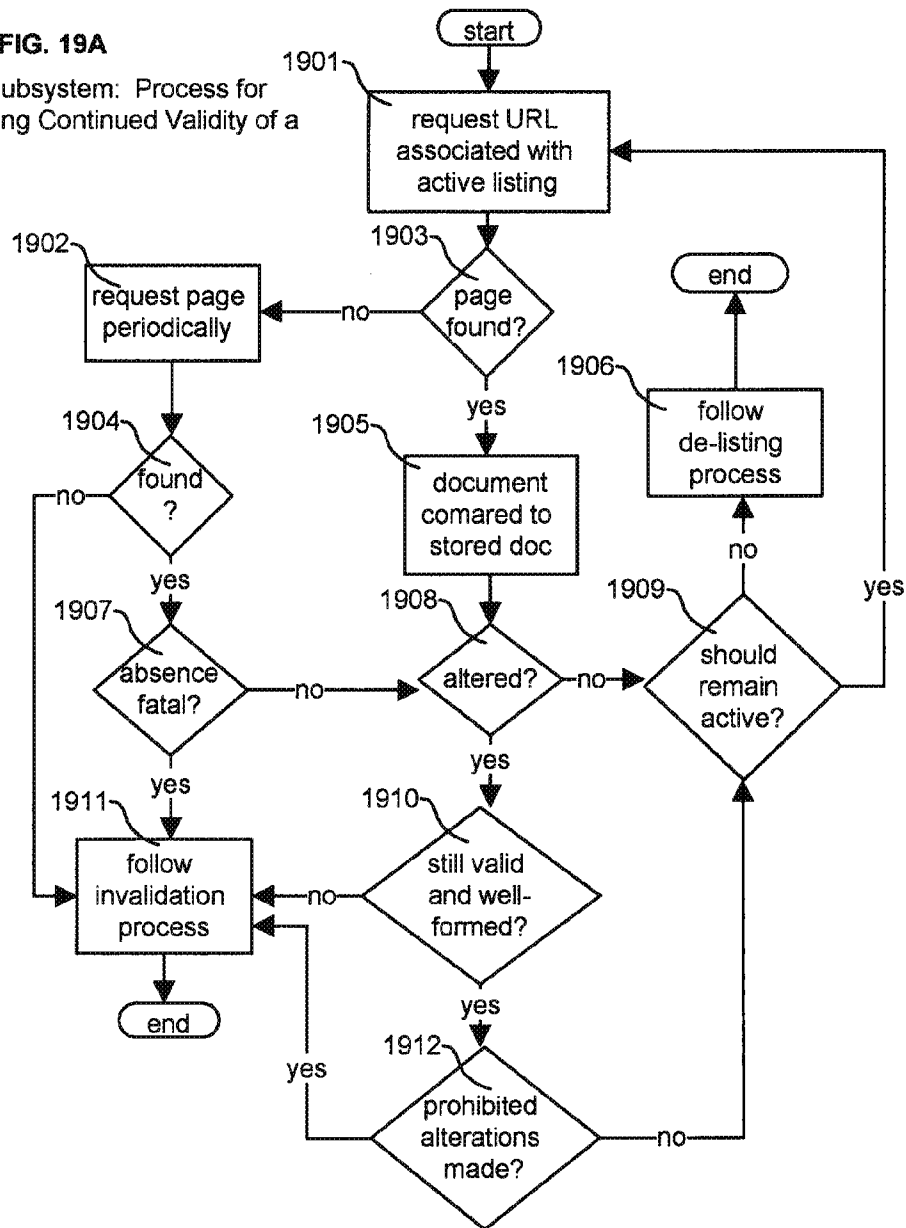 FIG. 19A
ubsystem: Process for
ng Continued Validity of a
start
1901
request URL
associated with
active listing
1902
request page
periodically
1903
page
found?
no
end
yes
1904
found
?
no
1905
document
comared to
stored doc
1906
follow
de-listing
process
yes
no
yes
1907
absence
fatal?
no
1908
altered?
no
1909
should
remain
active?
yes
yes
1911
follow
invalidation
process
1910
still valid
and well-
formed?
no
end
yes
yes
1912
prohibited
alterations
made?
no